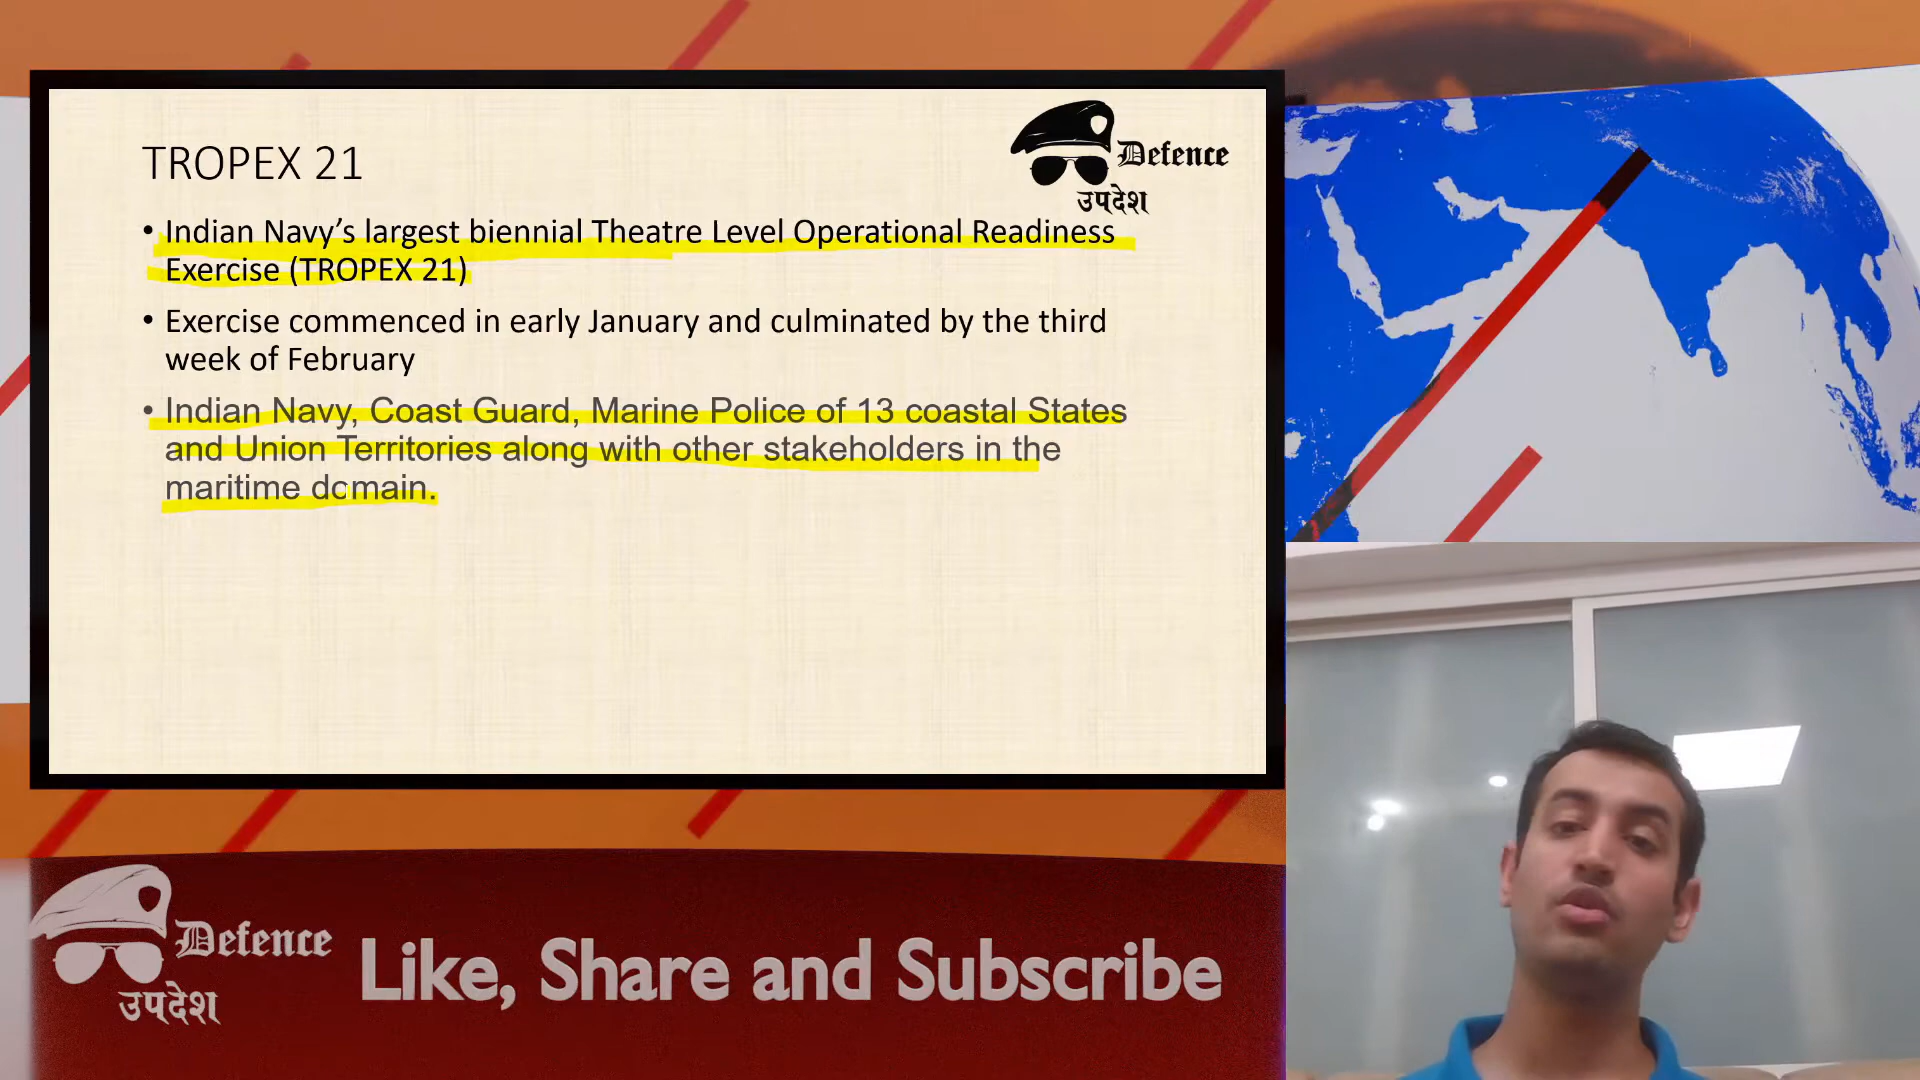 TROPEX 21
Defence
उपदेश
• Indian Navy’s largest biennial Theatre Level Operational Readiness
Exercise (TROPEX 21)
• Exercise commenced in early January and culminated by the third
week of February
• Indian Navy, Coast Guard, Marine Police of 13 coastal States
and Union Territories along with other stakeholders in the
maritime domain.
Defence
उपदेश
Like, Share and Subscribe